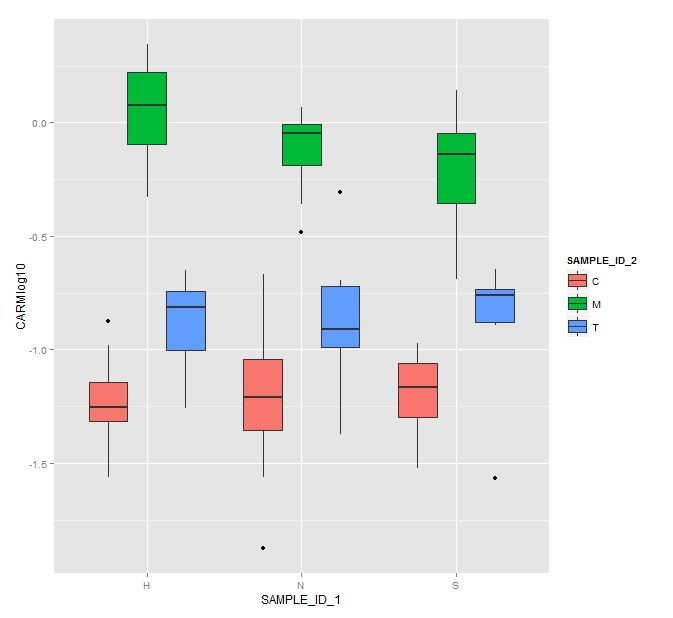 0.0
-0.5
-1.0
-1.5
CARMlog10
H N S
SAMPLE_ID_1
SAMPLE_ID_2
C
M
T